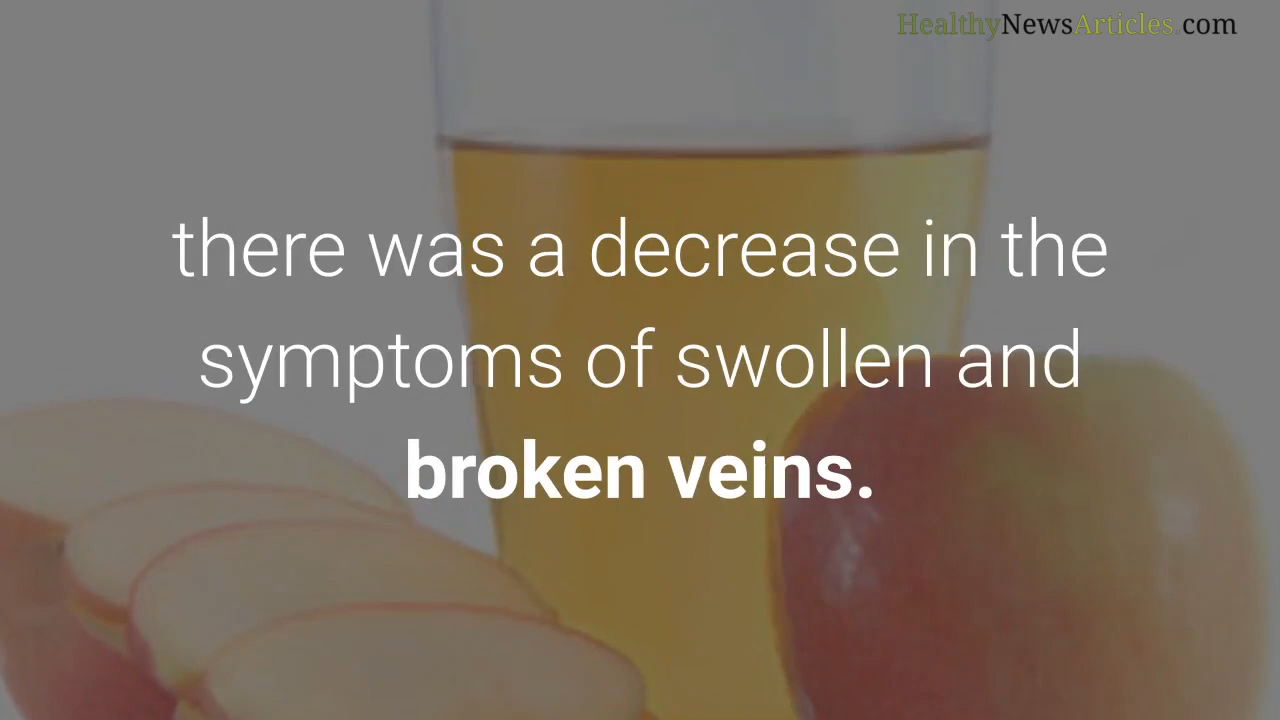 HealthyNewsArticles.com
there was a decrease in the
symptoms of swollen and
broken veins.